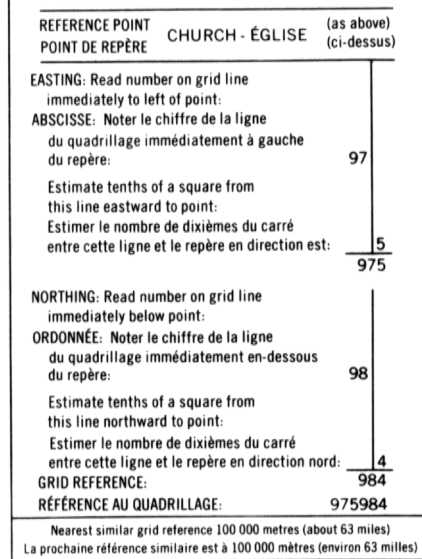 REFERENCE POINT
POINT DE REPÈRE
CHURCH - ÉGLISE
(as above)
(ci-dessus)
EASTING: Read number on grid line
immediately to left of point:
ABSCISSE: Noter le chiffre de la ligne
du quadrillage immédiatement à gauche
du repère: 97
Estimate tenths of a square from
this line eastward to point:
Estimer le nombre de dixièmes du carré
entre cette ligne et le repère en direction est: 5
975
NORTHING: Read number on grid line
immediately below point:
ORDONNÉE: Noter le chiffre de la ligne
du quadrillage immédiatement en-dessous
du repère: 98
Estimate tenths of a square from
this line northward to point:
Estimer le nombre de dixièmes du carré
entre cette ligne et le repère en direction nord: 4
GRID REFERENCE: 984
RÉFÉRENCE AU QUADRILLAGE: 975984
Nearest similar grid reference 100 000 metres (about 63 miles)
La prochaine référence similaire est à 100 000 mètres (environ 63 milles)